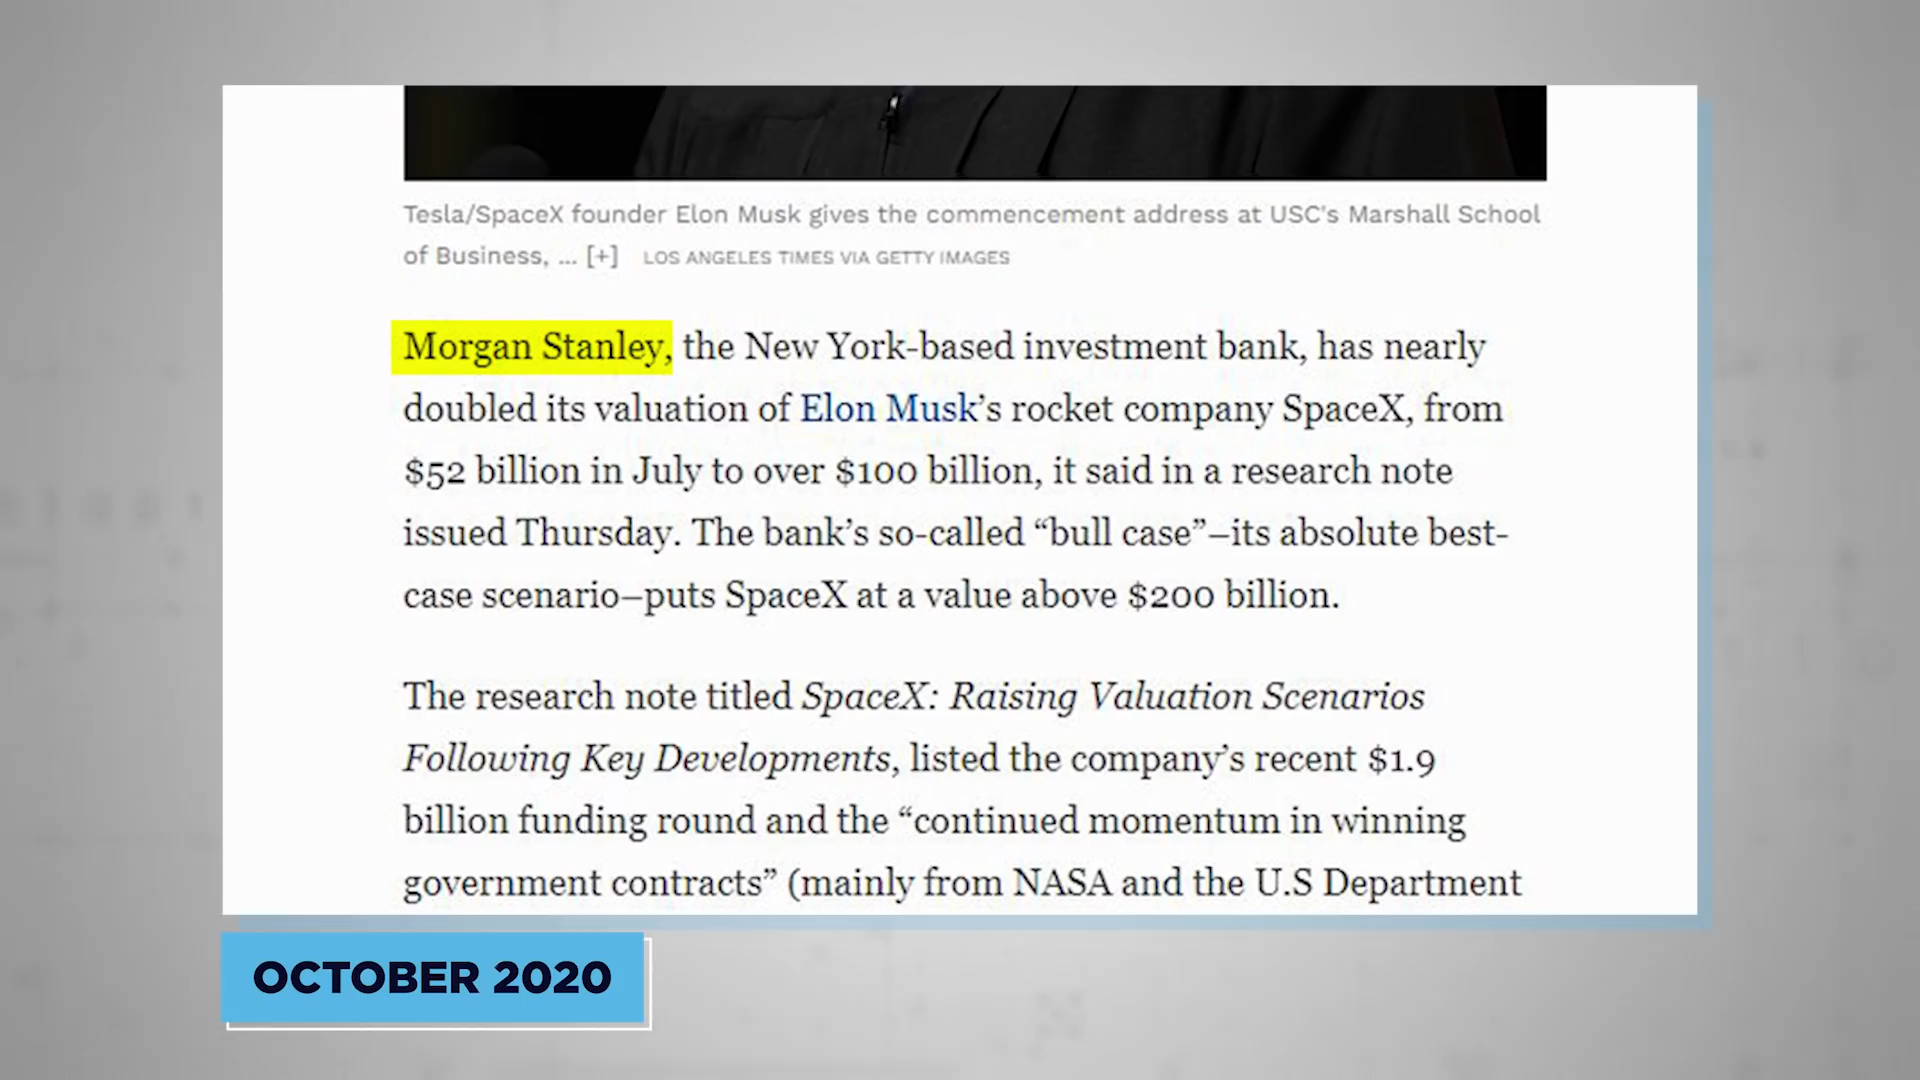 Tesla/SpaceX founder Elon Musk gives the commencement address at USC's Marshall School
of Business, ... [+] LOS ANGELES TIMES VIA GETTY IMAGES
Morgan Stanley, the New York-based investment bank, has nearly
doubled its valuation of Elon Musk’s rocket company SpaceX, from
$52 billion in July to over $100 billion, it said in a research note
issued Thursday. The bank’s so-called “bull case”–its absolute best-
case scenario–puts SpaceX at a value above $200 billion.
The research note titled SpaceX: Raising Valuation Scenarios
Following Key Developments, listed the company’s recent $1.9
billion funding round and the “continued momentum in winning
government contracts” (mainly from NASA and the U.S Department
OCTOBER 2020